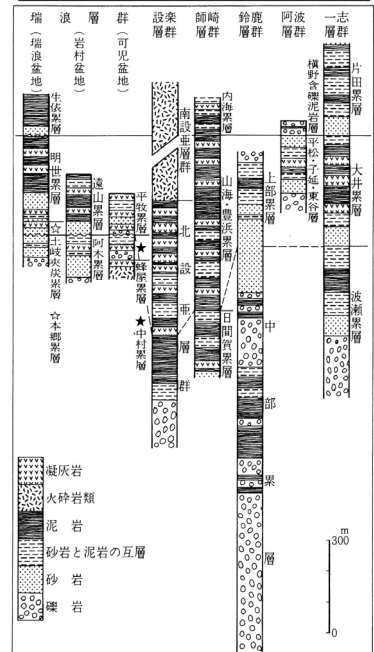 瑞浪層群
(瑞浪盆地)
(岩村盆地)
(可児盆地)
設楽層群
師崎層群
鈴鹿層群
阿波層群
一志層群
生俵累層
明世累層
☆
土岐夾炭累層
☆本郷累層
遠山累層
阿木累層
平牧累層
★
蜂屋累層
★中村累層
南設亜層群
北設亜層群
内海累層
山海・豊浜累層
日間賀累層
上部累層
中部累層
槇野含礫泥岩層
平松・子延・東谷層
片田累層
大井累層
波瀬累層
凝灰岩
火砕岩類
泥岩
砂岩と泥岩の互層
砂岩
礫岩
m
300
0